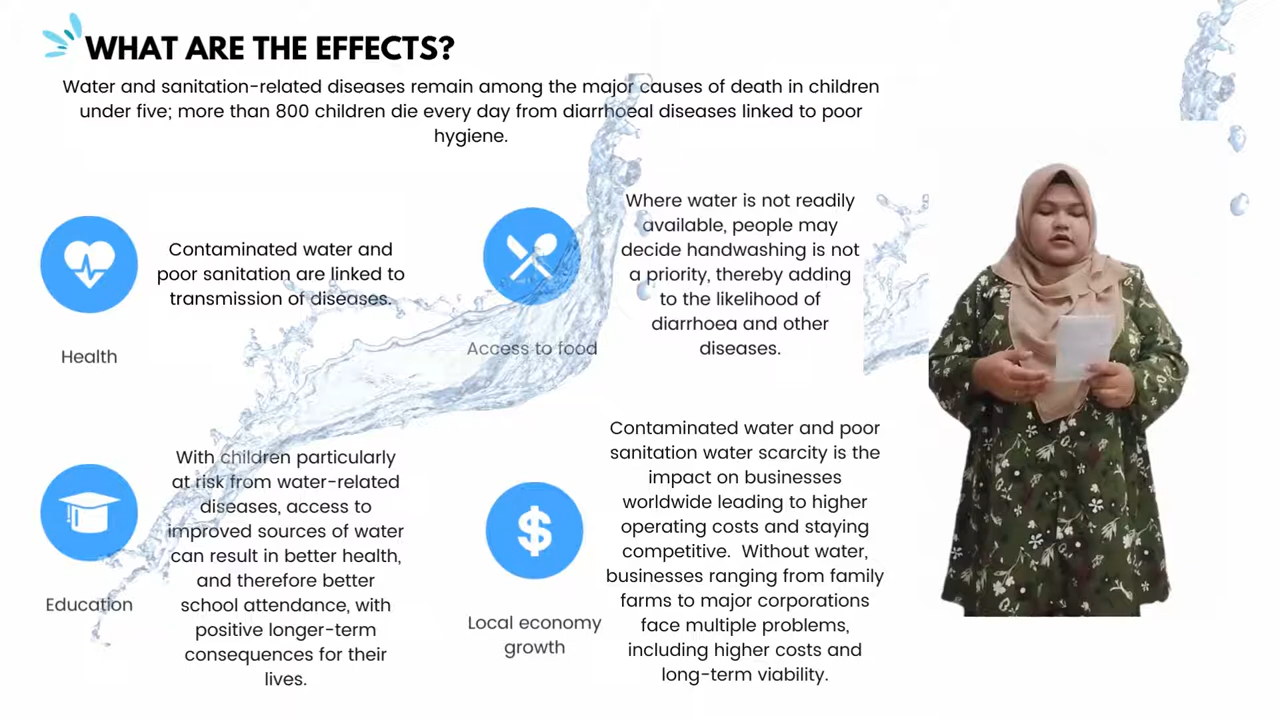 WHAT ARE THE EFFECTS?
Water and sanitation-related diseases remain among the major causes of death in children
under five; more than 800 children die every day from diarrhoeal diseases linked to poor
hygiene.
Contaminated water and
poor sanitation are linked to
transmission of diseases.
Health
Where water is not readily
available, people may
decide handwashing is not
a priority, thereby adding
to the likelihood of
diarrhoea and other
diseases.
Access to food
With children particularly
at risk from water-related
diseases, access to
improved sources of water
can result in better health,
and therefore better
school attendance, with
positive longer-term
consequences for their
lives.
Education
Contaminated water and poor
sanitation water scarcity is the
impact on businesses
worldwide leading to higher
operating costs and staying
competitive.  Without water,
businesses ranging from family
farms to major corporations
face multiple problems,
including higher costs and
long-term viability.
Local economy
growth